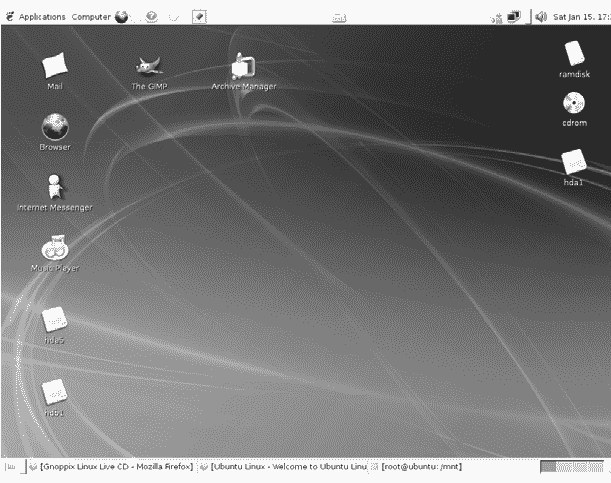 Applications Computer
Sat Jan 15, 17:
Mail
The GIMP
Archive Manager
ramdisk
cdrom
Browser
hda1
Internet Messenger
Music Player
hda5
hdb1
[Gnoppix Linux Live CD - Mozilla Firefox]
[Ubuntu Linux - Welcome to Ubuntu Linu
[root@ubuntu: /mnt]